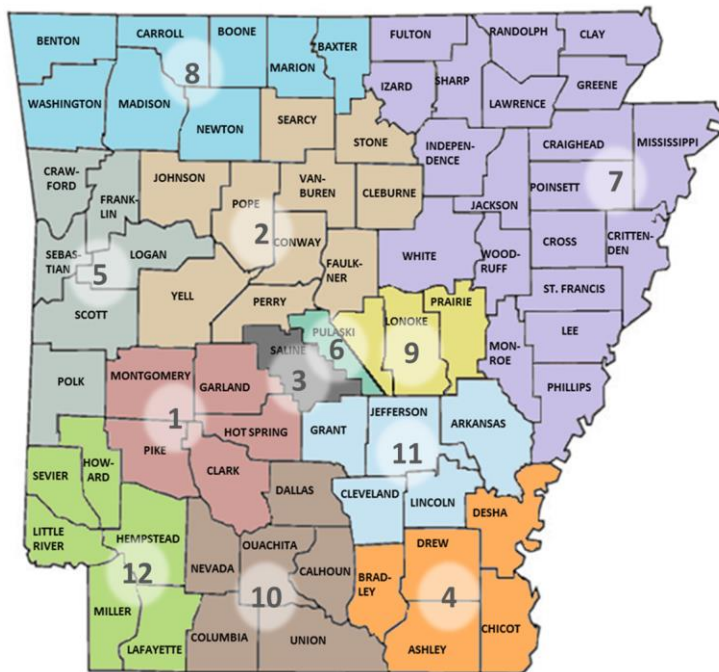 BENTON
CARROLL
BOONE
BAXTER
MARION
FULTON
RANDOLPH
CLAY
8
IZARD
SHARP
GREENE
WASHINGTON
MADISON
LAWRENCE
NEWTON
SEARCY
STONE
INDEPEN-
DENCE
CRAIGHEAD
MISSISSIPPI
CRAW-
FORD
FRANK-
LIN
JOHNSON
POPE
VAN-
BUREN
CLEBURNE
JACKSON
POINSETT
7
2
CONWAY
FAULK-
NER
WHITE
WOOD-
RUFF
CROSS
CRITTEN-
DEN
SEBAS-
TIAN
LOGAN
5
YELL
PERRY
ST. FRANCIS
SCOTT
PULASKI
LONOKE
PRAIRIE
LEE
SALINE
6
9
MON-
ROE
POLK
MONTGOMERY
GARLAND
3
PHILLIPS
1
HOT SPRING
GRANT
JEFFERSON
ARKANSAS
PIKE
CLARK
11
SEVIER
HOW-
ARD
DALLAS
CLEVELAND
LINCOLN
DESHA
LITTLE
RIVER
HEMPSTEAD
NEVADA
OUACHITA
CALHOUN
DREW
12
10
BRAD-
LEY
4
MILLER
LAFAYETTE
COLUMBIA
UNION
ASHLEY
CHICOT